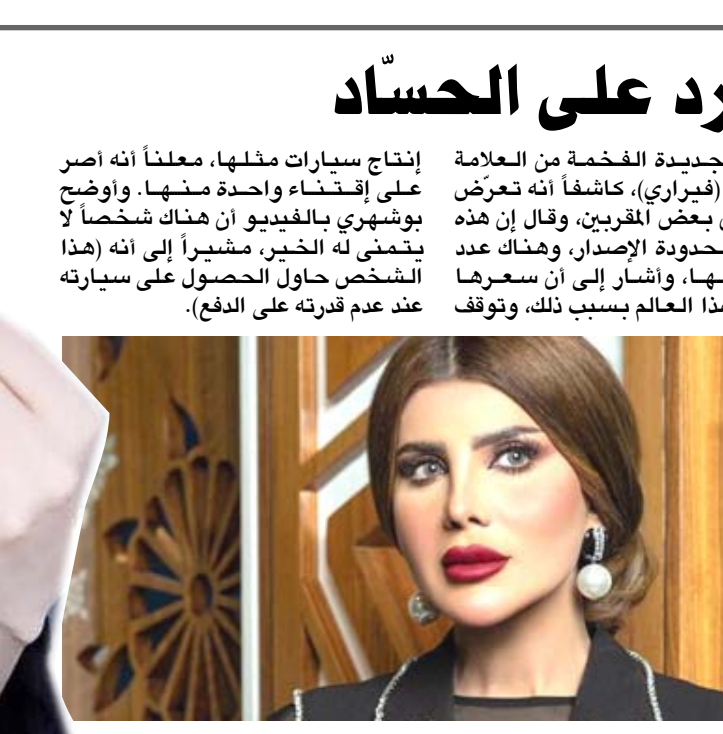 رد على الحسّاد
جديدة الفخمة من العلامة
(فيراري)، كاشفاً أنه تعرّض
بعض المقربين، وقال إن هذه
حدودة الإصدار، وهناك عدد
ها، وأشار إلى أن سعرها
هذا العالم بسبب ذلك، وتوقف
إنتاج سيارات مثلها، معلناً أنه أصر
على إقتناء واحدة منها. وأوضح
بوشهري بالفيديو أن هناك شخصاً لا
يتمنى له الخير، مشيراً إلى أنه (هذا
الشخص حاول الحصول على سيارته
عند عدم قدرته على الدفع).